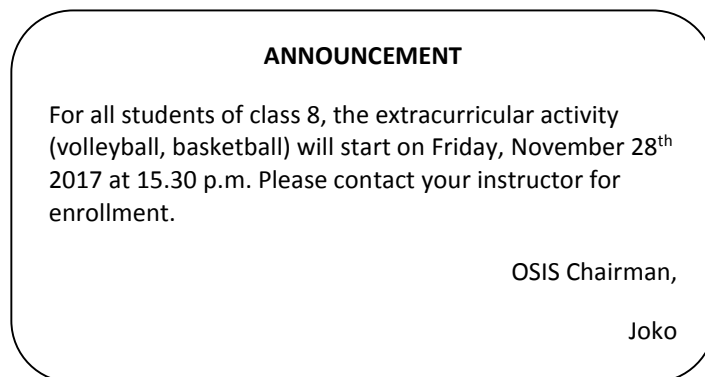 ANNOUNCEMENT
For all students of class 8, the extracurricular activity
(volleyball, basketball) will start on Friday, November 28th
2017 at 15.30 p.m. Please contact your instructor for
enrollment.
OSIS Chairman,
Joko